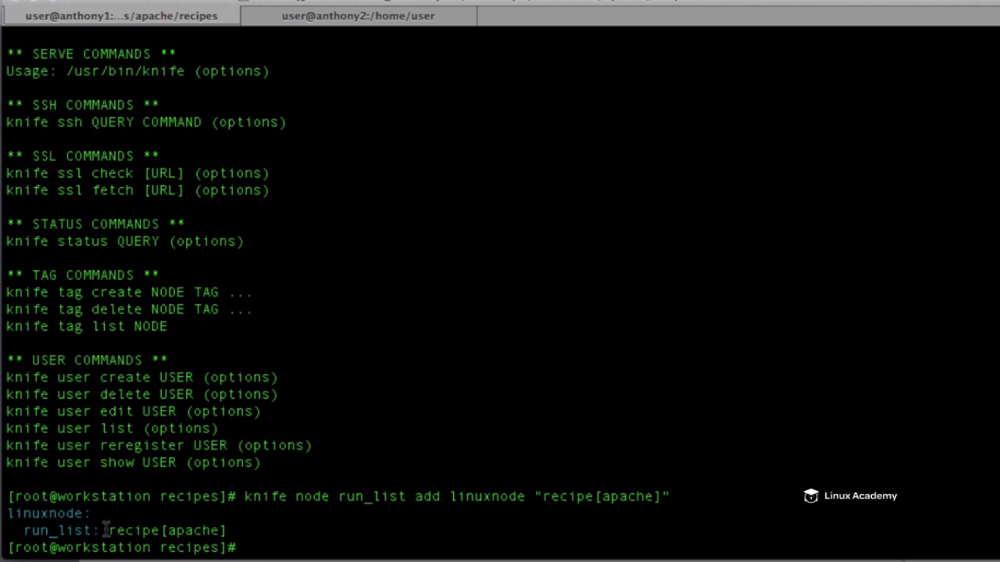 user@anthony1:...s/apache/recipes
user@anthony2:/home/user
** SERVE COMMANDS **
Usage: /usr/bin/knife (options)
** SSH COMMANDS **
knife ssh QUERY COMMAND (options)
** SSL COMMANDS **
knife ssl check [URL] (options)
knife ssl fetch [URL] (options)
** STATUS COMMANDS **
knife status QUERY (options)
** TAG COMMANDS **
knife tag create NODE TAG ...
knife tag delete NODE TAG ...
knife tag list NODE
** USER COMMANDS **
knife user create USER (options)
knife user delete USER (options)
knife user edit USER (options)
knife user list (options)
knife user reregister USER (options)
knife user show USER (options)
[root@workstation recipes]# knife node run_list add linuxnode "recipe[apache]"
Linux Academy
linuxnode:
  run_list: recipe[apache]
[root@workstation recipes]#